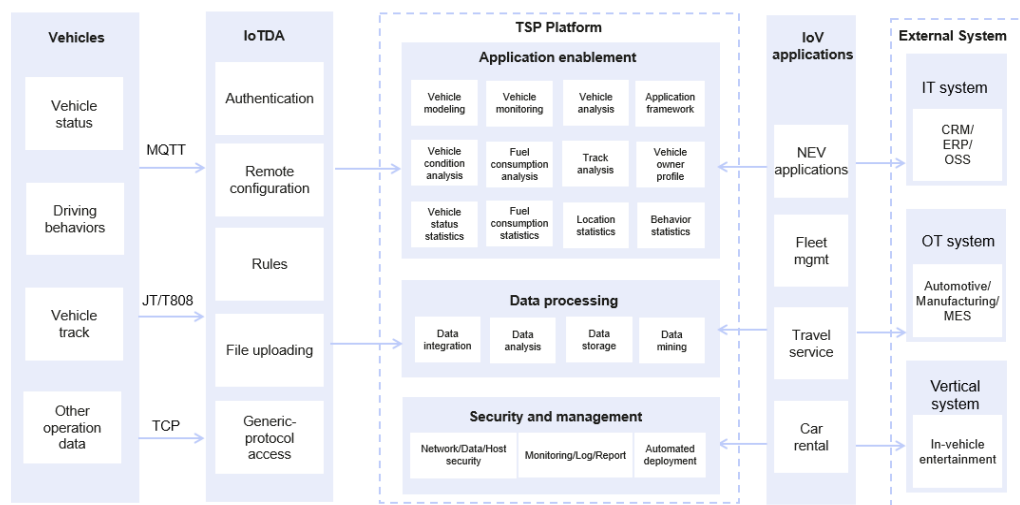 Vehicles
Vehicle
status
Driving
behaviors
Vehicle
track
Other
operation
data
MQTT
JT/T808
TCP
IoTDA
Authentication
Remote
configuration
Rules
File uploading
Generic-
protocol
access
TSP Platform
Application enablement
Vehicle
modeling
Vehicle
monitoring
Vehicle
analysis
Application
framework
Vehicle
condition
analysis
Fuel
consumption
analysis
Track
analysis
Vehicle
owner
profile
Vehicle
status
statistics
Fuel
consumption
statistics
Location
statistics
Behavior
statistics
Data processing
Data
integration
Data
analysis
Data
storage
Data
mining
Security and management
Network/Data/Host
security
Monitoring/Log/Report
Automated
deployment
IoV
applications
NEV
applications
Fleet
mgmt
Travel
service
Car
rental
External System
IT system
CRM/
ERP/
OSS
OT system
Automotive/
Manufacturing/
MES
Vertical
system
In-vehicle
entertainment